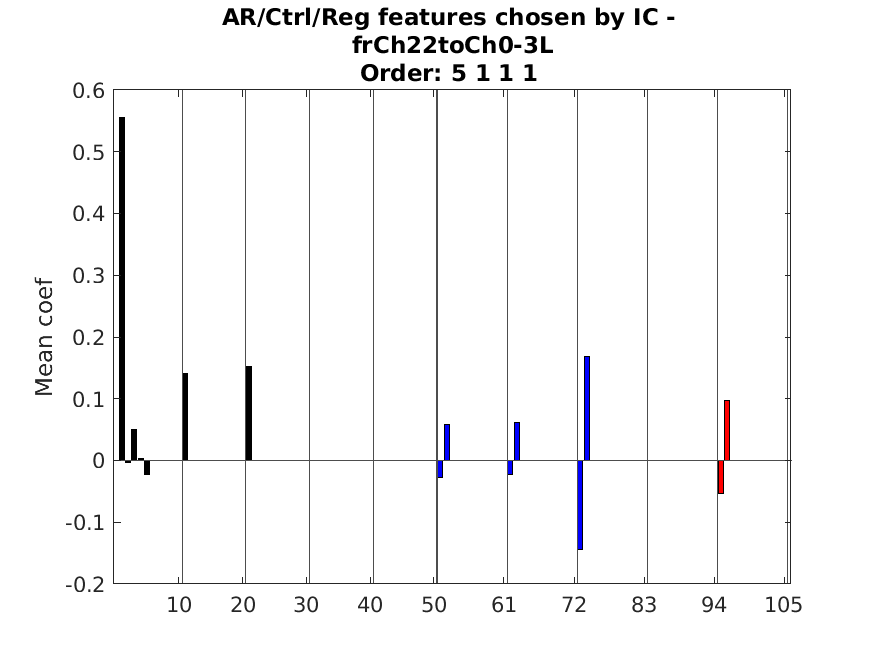 AR/Ctrl/Reg features chosen by IC -
frCh22toCh0-3L
Order: 5 1 1 1
0.6
0.5
0.4
0.3
0.2
0.1
0
-0.1
-0.2
Mean coef
10 20 30 40 50 61 72 83 94 105